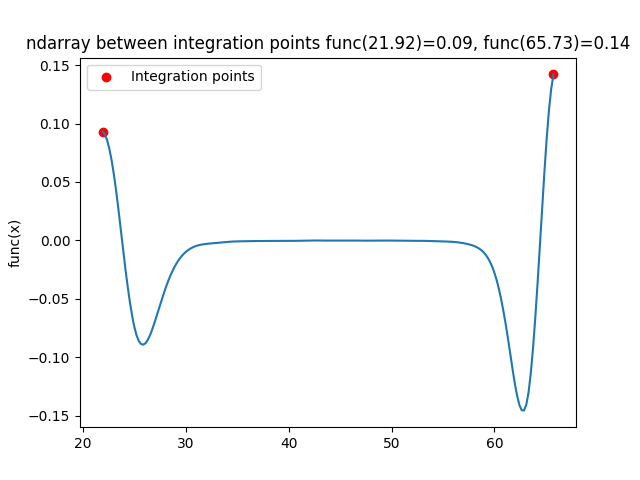 ndarray between integration points func(21.92)=0.09, func(65.73)=0.14
Integration points
func(x)
0.15
0.10
0.05
0.00
−0.05
−0.10
−0.15
20 30 40 50 60